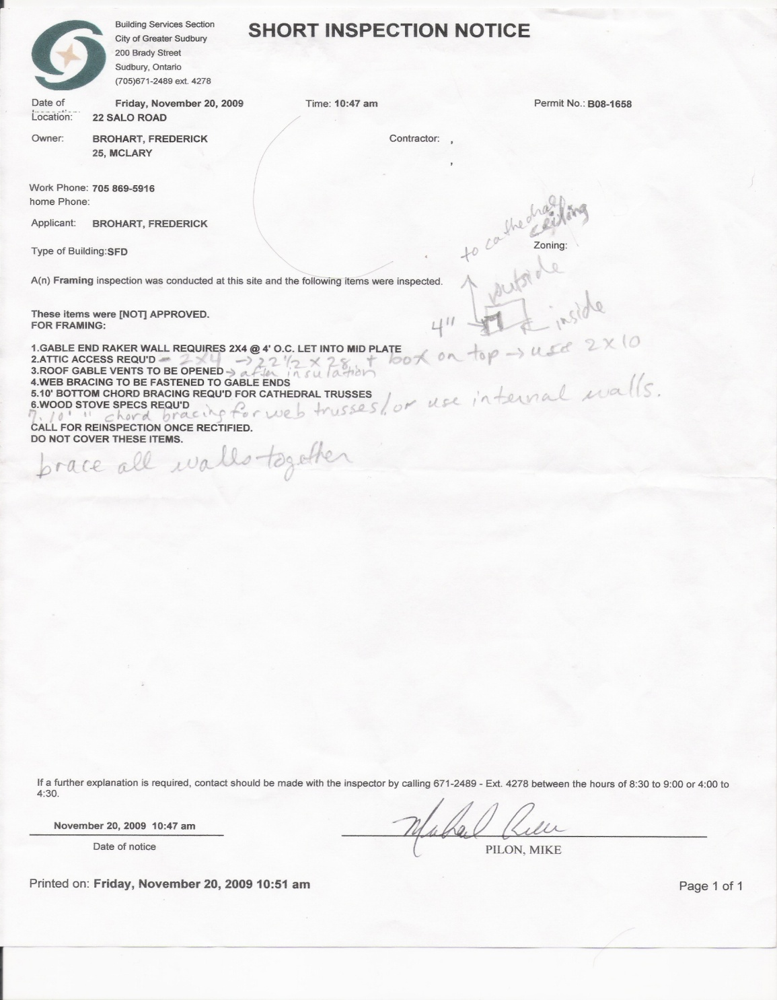 Building Services Section
City of Greater Sudbury
200 Brady Street
Sudbury, Ontario
(705)671-2489 ext. 4278
SHORT INSPECTION NOTICE
Date of Friday, November 20, 2009 Time: 10:47 am Permit No.: B08-1658
Location: 22 SALO ROAD
Owner: BROHART, FREDERICK Contractor: ,
25, MCLARY ,
Work Phone: 705 869-5916
home Phone:
Applicant: BROHART, FREDERICK
to cathedral
ceiling
Zoning:
Type of Building:SFD
outside
A(n) Framing inspection was conducted at this site and the following items were inspected.
inside
4"
These items were [NOT] APPROVED.
FOR FRAMING:
1.GABLE END RAKER WALL REQUIRES 2X4 @ 4' O.C. LET INTO MID PLATE
2.ATTIC ACCESS REQU'D - 2x4 → 22 1/2 x 28 + box on top → use 2x10
3.ROOF GABLE VENTS TO BE OPENED → after insulation
4.WEB BRACING TO BE FASTENED TO GABLE ENDS
5.10' BOTTOM CHORD BRACING REQU'D FOR CATHEDRAL TRUSSES
6.WOOD STOVE SPECS REQU'D
7. 10' " chord bracing for web trusses/or use internal walls.
CALL FOR REINSPECTION ONCE RECTIFIED.
DO NOT COVER THESE ITEMS.
brace all walls together
If a further explanation is required, contact should be made with the inspector by calling 671-2489 - Ext. 4278 between the hours of 8:30 to 9:00 or 4:00 to
4:30.
November 20, 2009 10:47 am
Date of notice
PILON, MIKE
Printed on: Friday, November 20, 2009 10:51 am Page 1 of 1